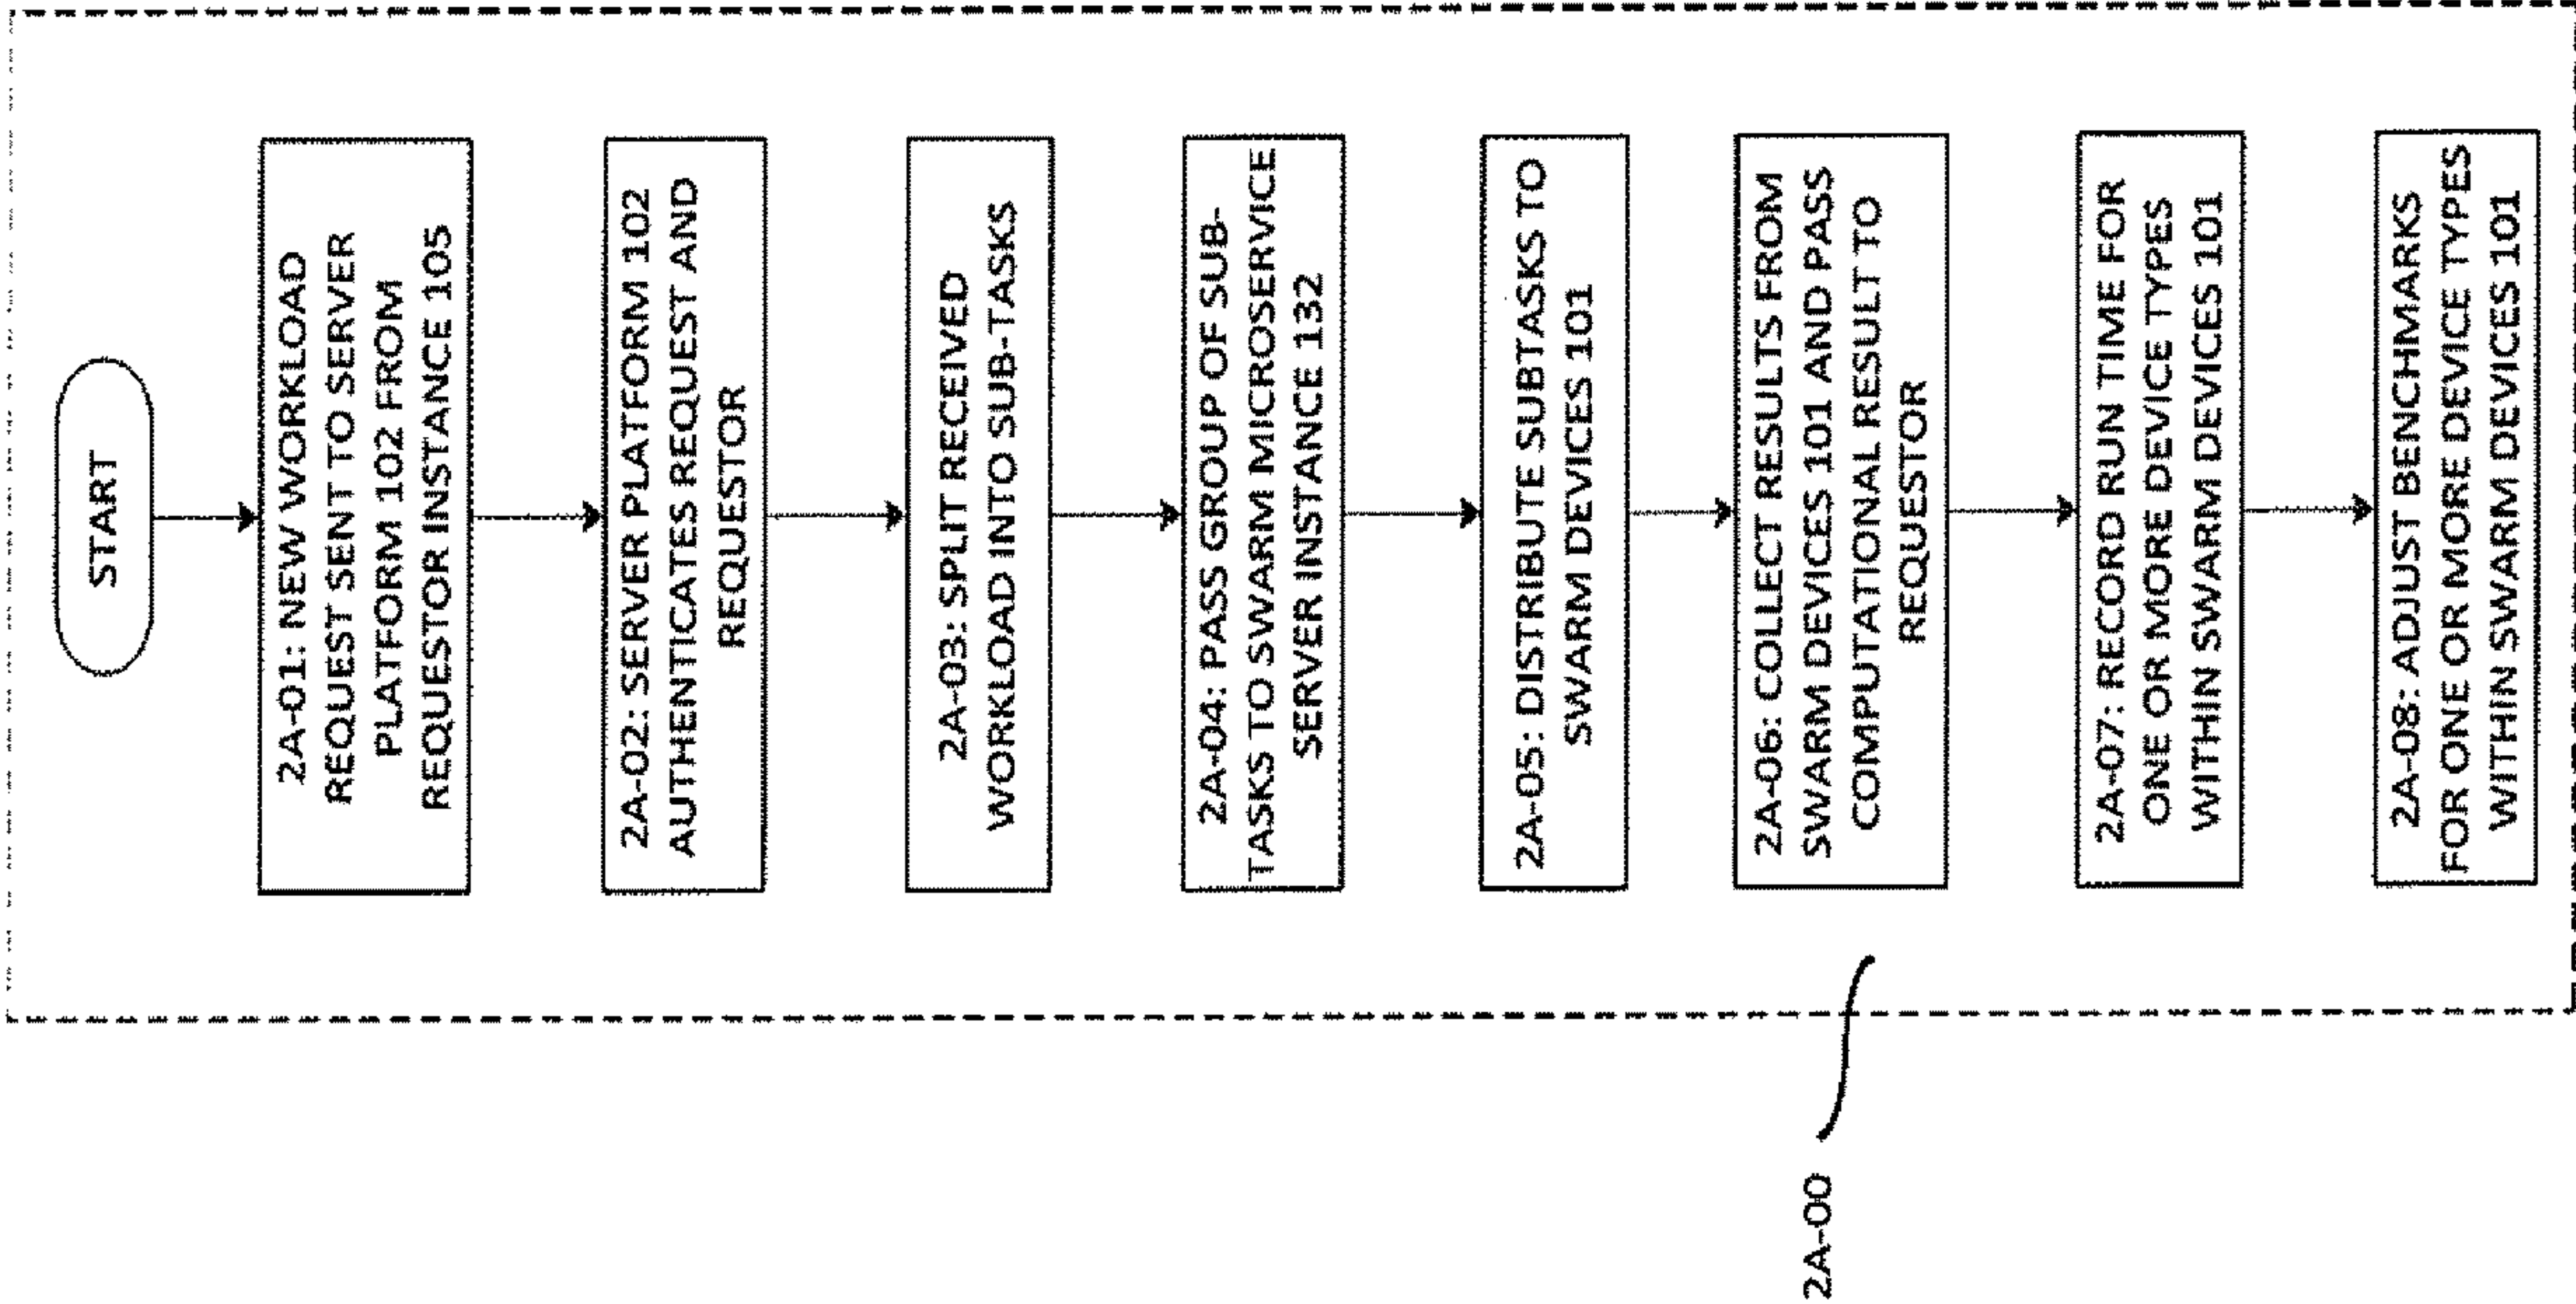 START
2A-01: NEW WORKLOAD
REQUEST SENT TO SERVER
PLATFORM 102 FROM
REQUESTOR INSTANCE 105
2A-02: SERVER PLATFORM 102
AUTHENTICATES REQUEST AND
REQUESTOR
2A-03: SPLIT RECEIVED
WORKLOAD INTO SUB-TASKS
2A-04: PASS GROUP OF SUB-
TASKS TO SWARM MICROSERVICE
SERVER INSTANCE 132
2A-05: DISTRIBUTE SUBTASKS TO
SWARM DEVICES 101
2A-06: COLLECT RESULTS FROM
SWARM DEVICES 101 AND PASS
COMPUTATIONAL RESULT TO
REQUESTOR
2A-07: RECORD RUN TIME FOR
ONE OR MORE DEVICE TYPES
WITHIN SWARM DEVICES 101
2A-08: ADJUST BENCHMARKS
FOR ONE OR MORE DEVICE TYPES
WITHIN SWARM DEVICES 101
2A-00